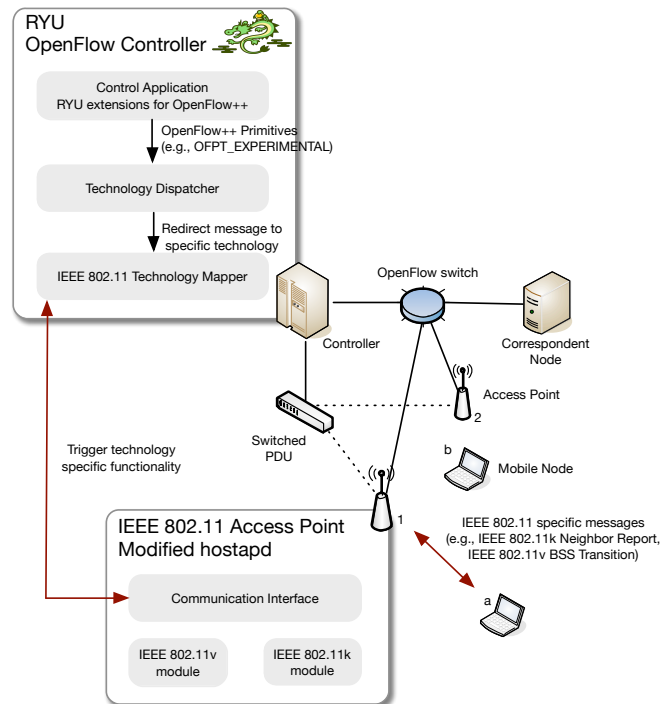 RYU
OpenFlow Controller
Control Application
RYU extensions for OpenFlow++
OpenFlow++ Primitives
(e.g., OFPT_EXPERIMENTAL)
Technology Dispatcher
Redirect message to
specific technology
IEEE 802.11 Technology Mapper
OpenFlow switch
Controller
Correspondent
Node
Access Point
2
Switched
PDU
b
Mobile Node
Trigger technology
specific functionality
1
IEEE 802.11 specific messages
(e.g., IEEE 802.11k Neighbor Report,
IEEE 802.11v BSS Transition)
a
IEEE 802.11 Access Point
Modified hostapd
Communication Interface
IEEE 802.11v
module
IEEE 802.11k
module